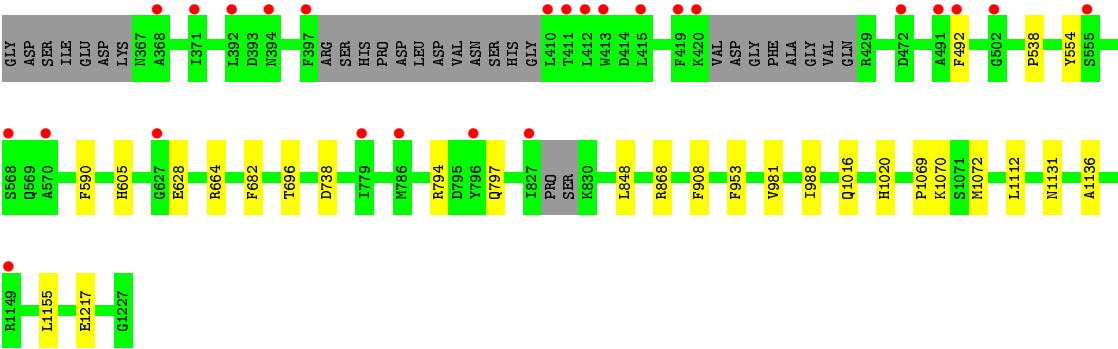 GLY ASP SER ILE GLU ASP LYS N367 A368 I371 L392 D393 N394 F397 ARG SER HIS PRO ASP LEU ASP VAL ASN SER HIS GLY L410 T411 L412 W413 D414 L415 F419 K420 VAL ASP GLY PHE ALA GLY VAL GLN R429 D472 A491 F492 G502 P538 Y554 S555
S568 Q569 A570 F590 H605 G627 E628 R664 F682 T696 D738 I779 M786 R794 D795 Y796 Q797 I827 PRO SER K830 L848 R868 F908 F953 V981 I988 Q1016 H1020 P1069 K1070 S1071 M1072 L1112 N1131 A1136
R1149 L1155 E1217 G1227